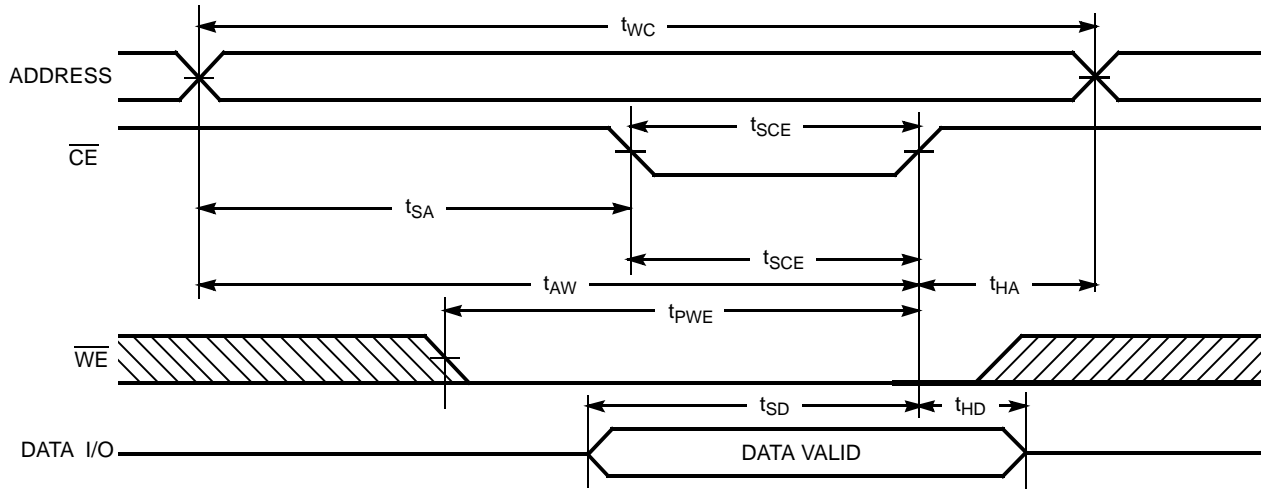 tWC
ADDRESS
tSCE
CE
tSA
tSCE
tAW
tHA
tPWE
WE
tSD
tHD
DATA I/O
DATA VALID